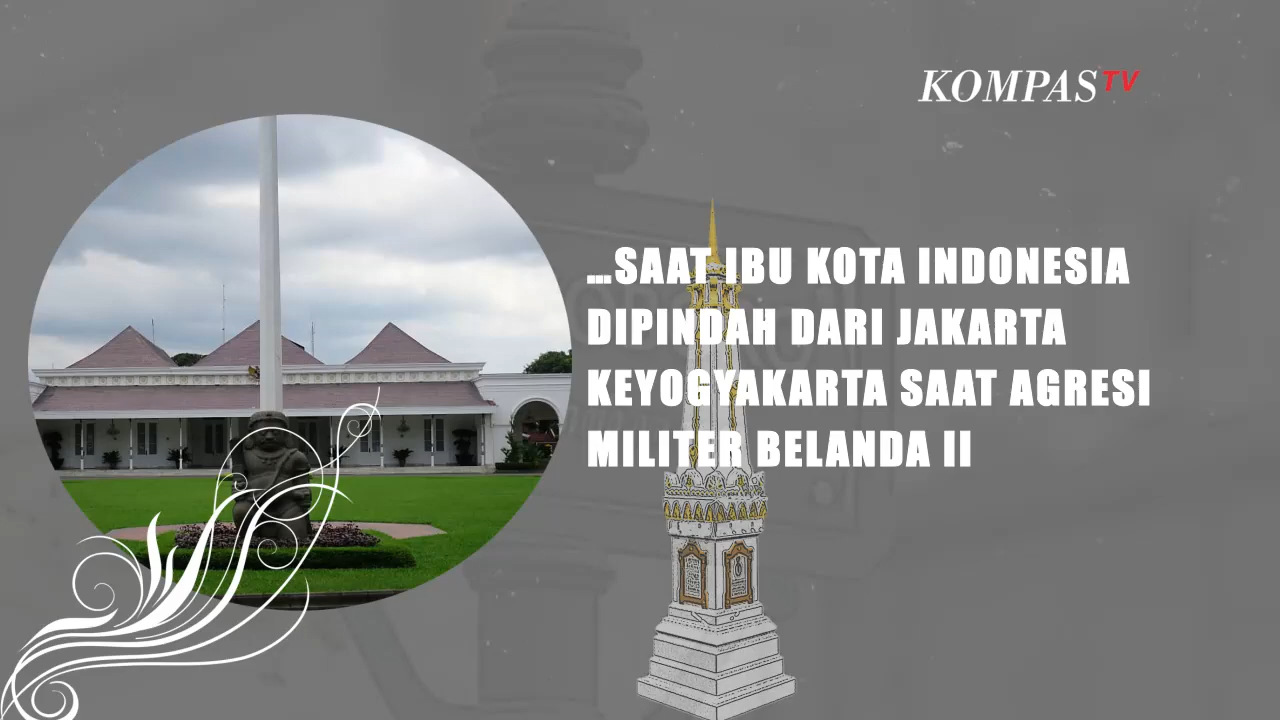 KOMPASTV
...SAAT IBU KOTA INDONESIA
DIPINDAH DARI JAKARTA
KEYOGYAKARTA SAAT AGRESI
MILITER BELANDA II